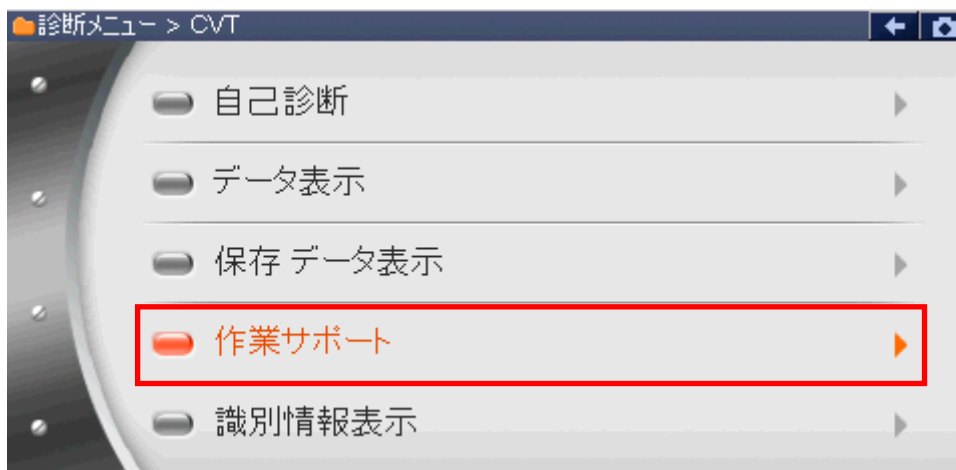 診断メニュー > CVT
自己診断
データ表示
保存 データ表示
作業サポート
識別情報表示